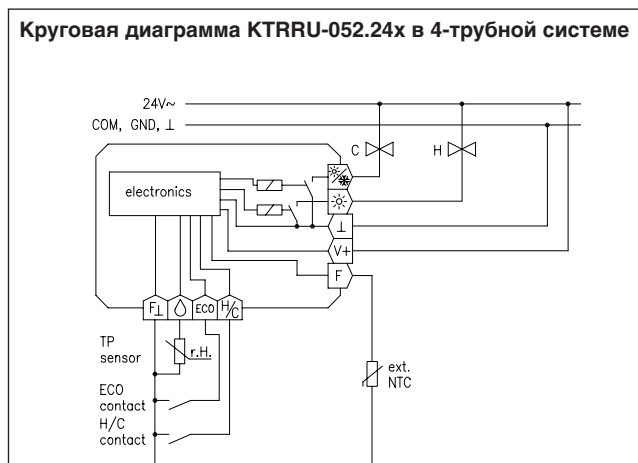 Круговая диаграмма KTRRU-052.24x в 4-трубной системе
24V~
COM, GND, ⊥
C
H
electronics
⊥
V+
F
F⊥
ECO
H/C
TP
sensor
r.H.
ECO
contact
H/C
contact
ext.
NTC